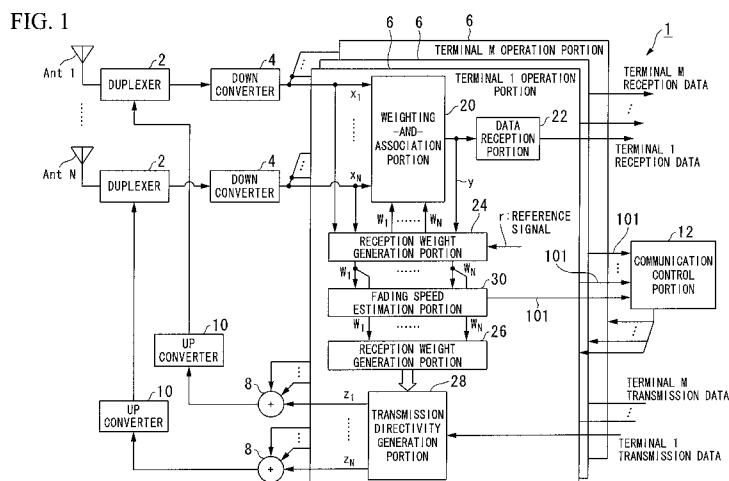 FIG. 1
6
6
6
1
TERMINAL M OPERATION PORTION
TERMINAL 1 OPERATION
PORTION
Ant 1
2
DUPLEXER
4
DOWN
CONVERTER
x1
20
WEIGHTING
-AND-
ASSOCIATION
PORTION
22
DATA
RECEPTION
PORTION
TERMINAL M
RECEPTION DATA
TERMINAL 1
RECEPTION DATA
Ant N
2
DUPLEXER
4
DOWN
CONVERTER
xN
y
W1
WN
24
r:REFERENCE
SIGNAL
RECEPTION WEIGHT
GENERATION PORTION
101
12
COMMUNICATION
CONTROL
PORTION
101
W1
WN
30
FADING SPEED
ESTIMATION PORTION
101
W1
WN
26
RECEPTION WEIGHT
GENERATION PORTION
10
UP
CONVERTER
28
8
+
z1
TRANSMISSION
DIRECTIVITY
GENERATION
PORTION
TERMINAL M
TRANSMISSION DATA
10
UP
CONVERTER
8
+
zN
TERMINAL 1
TRANSMISSION DATA